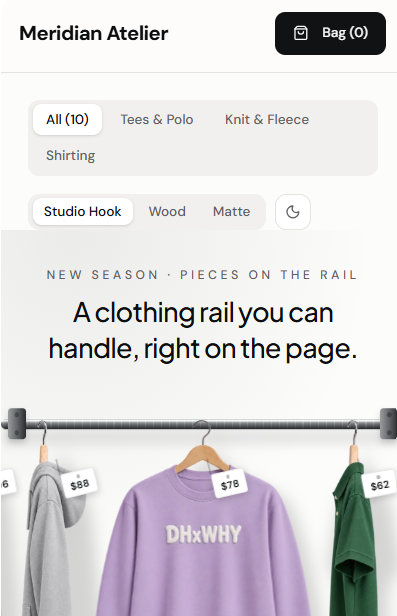 Meridian Atelier
Bag (0)
All (10)
Tees & Polo
Knit & Fleece
Shirting
Studio Hook
Wood
Matte
NEW SEASON · PIECES ON THE RAIL
A clothing rail you can
handle, right on the page.
$88
$78
$62
DHxWHY